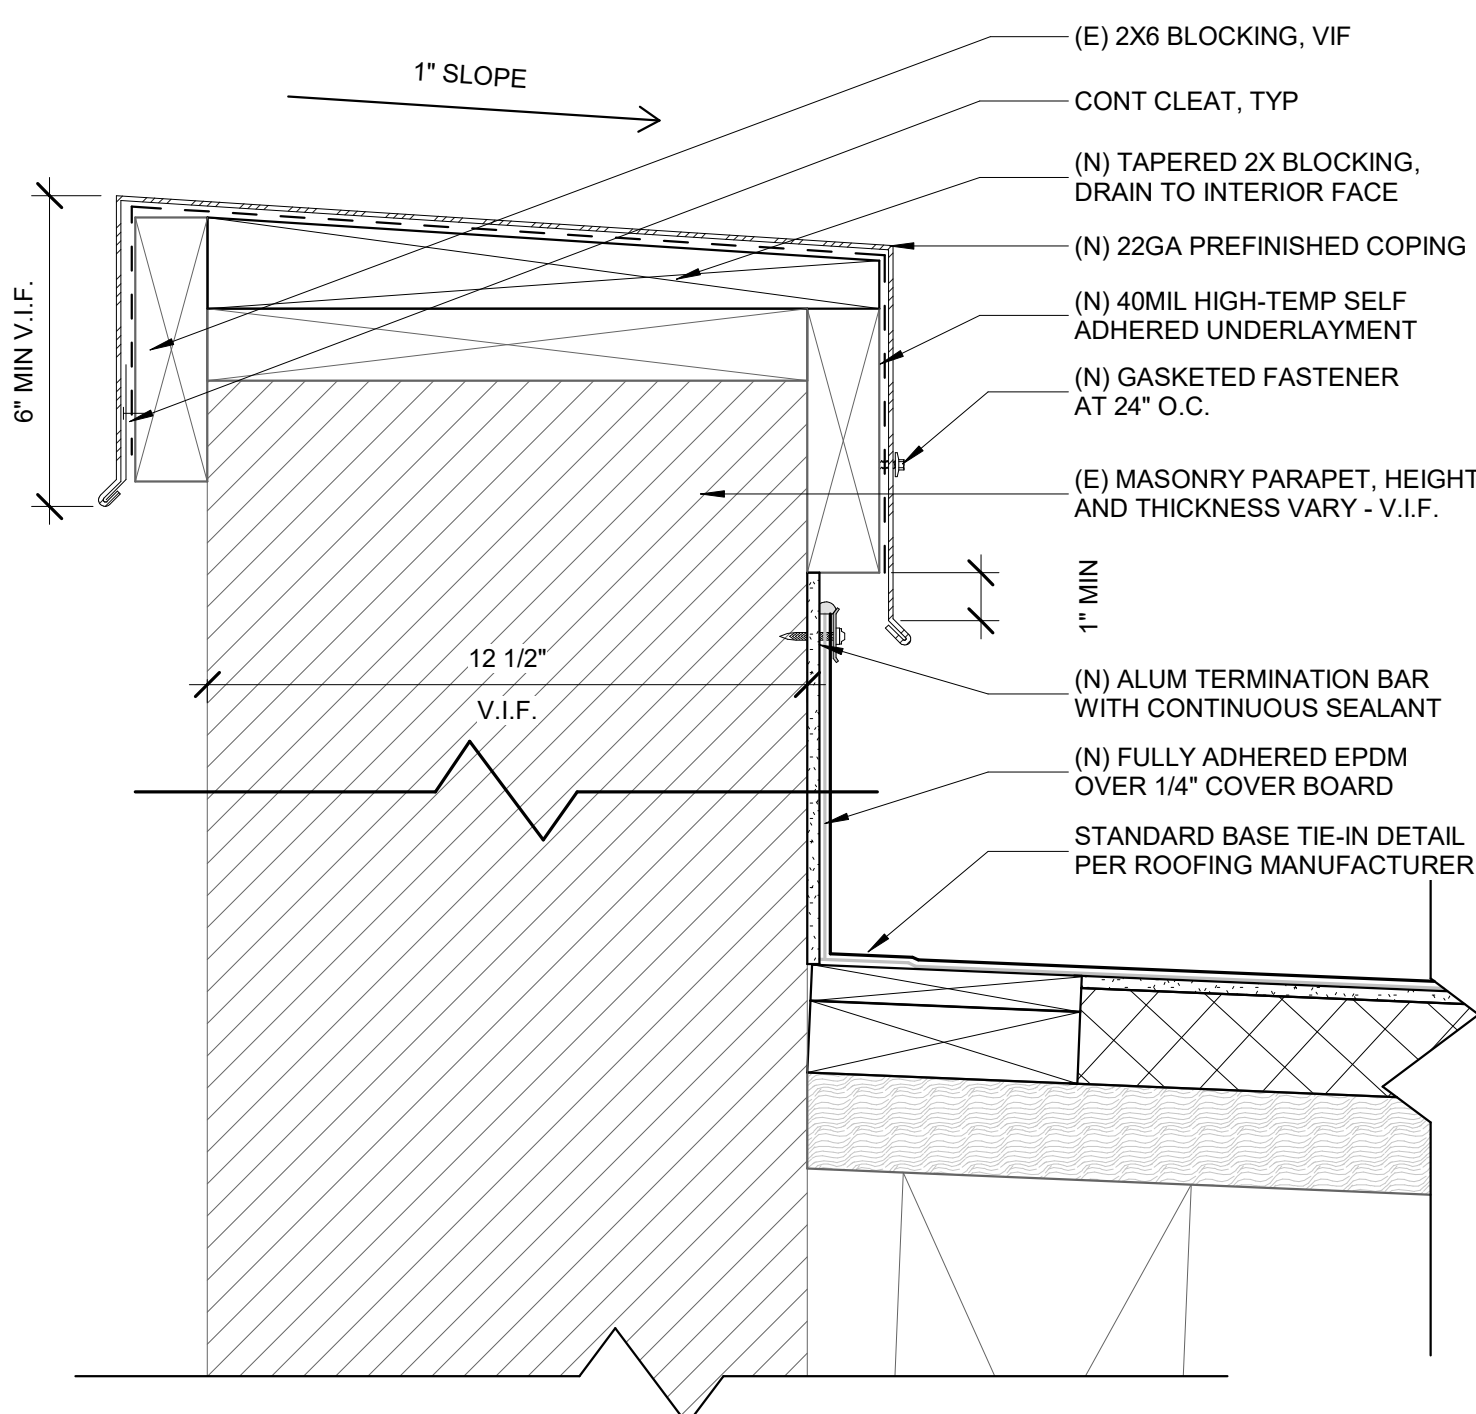 (E) 2X6 BLOCKING, VIF
1" SLOPE
CONT CLEAT, TYP
(N) TAPERED 2X BLOCKING,
DRAIN TO INTERIOR FACE
(N) 22GA PREFINISHED COPING
6" MIN V.I.F.
(N) 40MIL HIGH-TEMP SELF
ADHERED UNDERLAYMENT
(N) GASKETED FASTENER
AT 24" O.C.
(E) MASONRY PARAPET, HEIGHT
AND THICKNESS VARY - V.I.F.
1" MIN
12 1/2"
V.I.F.
(N) ALUM TERMINATION BAR
WITH CONTINUOUS SEALANT
(N) FULLY ADHERED EPDM
OVER 1/4" COVER BOARD
STANDARD BASE TIE-IN DETAIL
PER ROOFING MANUFACTURER